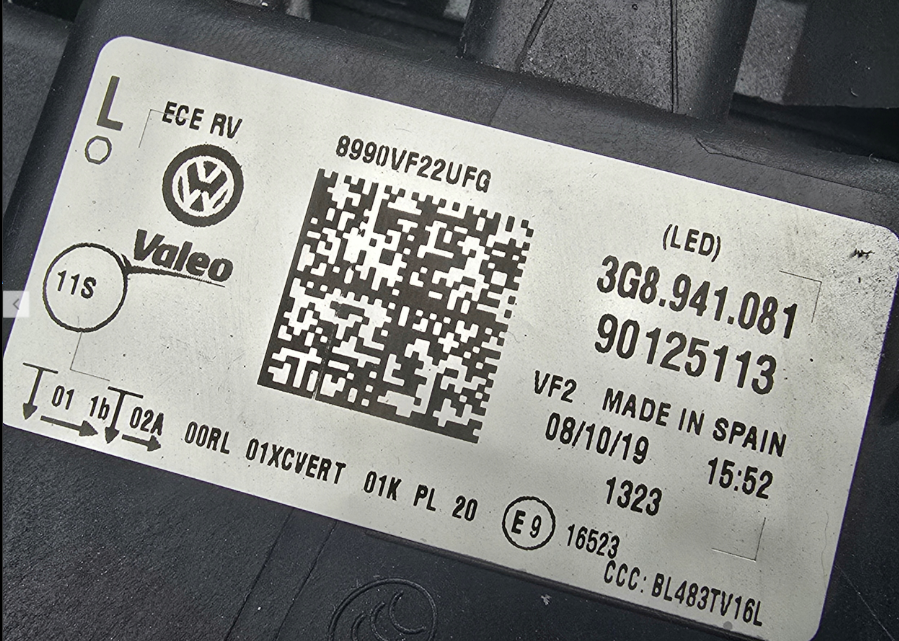 L
ECE RV
8990VF22UFG
Valeo
11S
(LED)
3G8.941.081
90125113
VF2 MADE IN SPAIN
08/10/19 15:52
1323
01 1b 02A 00RL 01XCVERT 01K PL 20 E9 16523
CCC: BL483TV16L